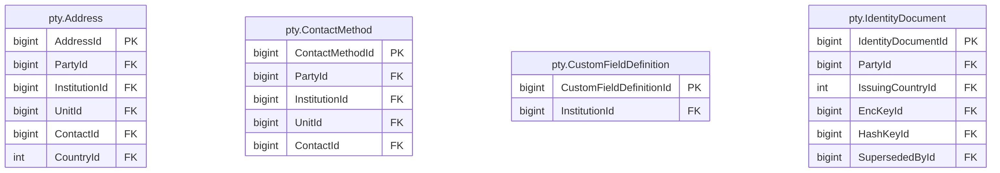 pty.Address
bigint AddressId PK
bigint PartyId FK
bigint InstitutionId FK
bigint UnitId FK
bigint ContactId FK
int CountryId FK
pty.ContactMethod
bigint ContactMethodId PK
bigint PartyId FK
bigint InstitutionId FK
bigint UnitId FK
bigint ContactId FK
pty.CustomFieldDefinition
bigint CustomFieldDefinitionId PK
bigint InstitutionId FK
pty.IdentityDocument
bigint IdentityDocumentId PK
bigint PartyId FK
int IssuingCountryId FK
bigint EncKeyId FK
bigint HashKeyId FK
bigint SupersededById FK